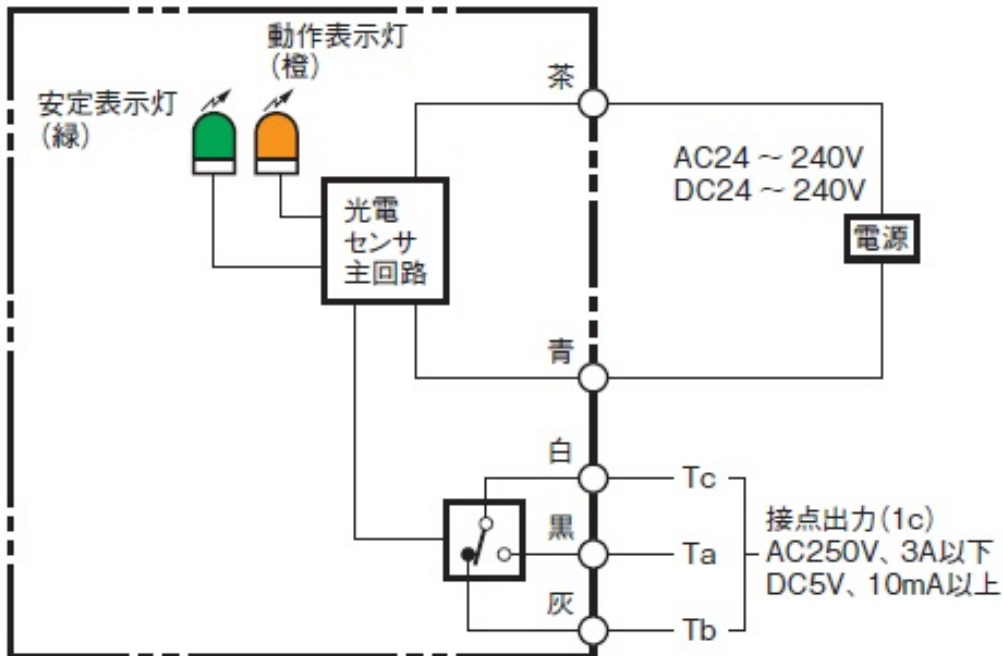 動作表示灯
(橙)
安定表示灯
(緑)
茶
AC24 ~ 240V
DC24 ~ 240V
電源
光電
センサ
主回路
青
白
Tc
黒
Ta
灰
Tb
接点出力(1c)
AC250V、3A以下
DC5V、10mA以上